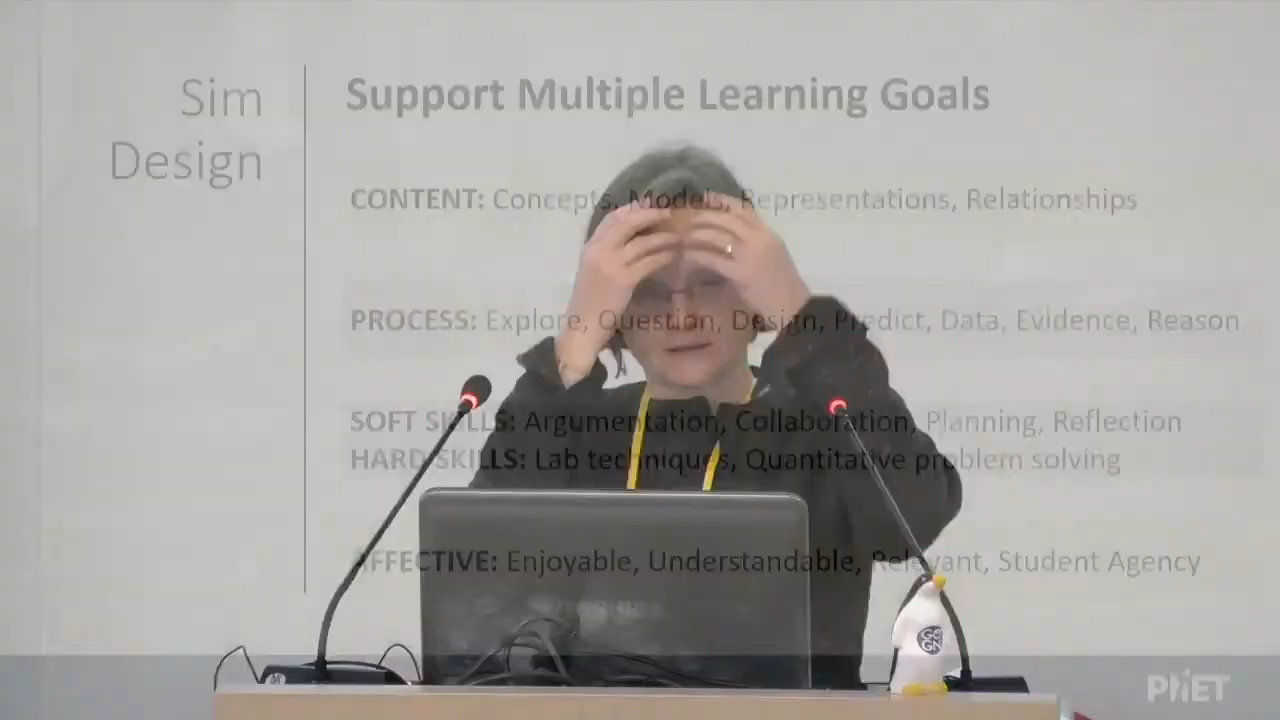 Sim
Design
Support Multiple Learning Goals
CONTENT: Concepts, Models, Representations, Relationships
PROCESS: Explore, Question, Design, Predict, Data, Evidence, Reason
SOFT SKILLS: Argumentation, Collaboration, Planning, Reflection
HARD SKILLS: Lab techniques, Quantitative problem solving
AFFECTIVE: Enjoyable, Understandable, Relevant, Student Agency
GO
GN
PhET